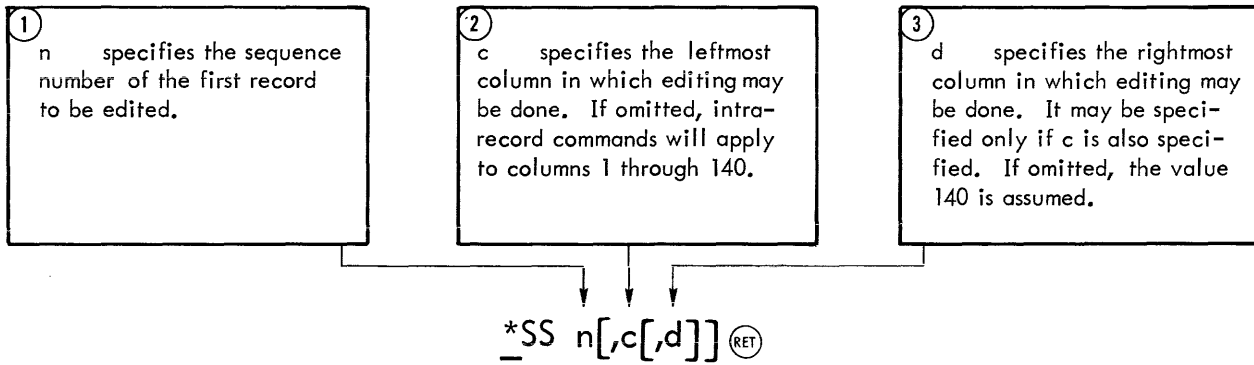 1
n specifies the sequence
number of the first record
to be edited.
2
c specifies the leftmost
column in which editing may
be done. If omitted, intra-
record commands will apply
to columns 1 through 140.
3
d specifies the rightmost
column in which editing may
be done. It may be speci-
fied only if c is also speci-
fied. If omitted, the value
140 is assumed.
*SS n[,c[,d]] RET